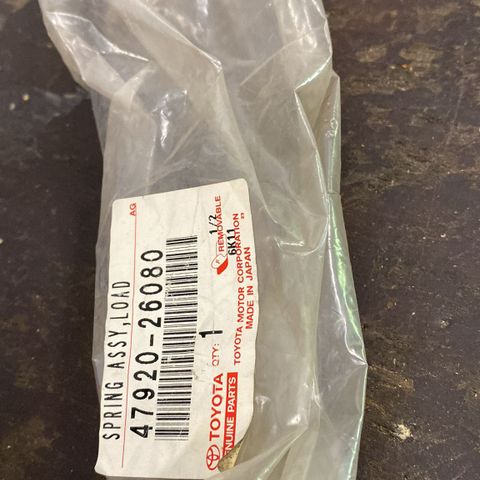 AG
SPRING ASSY,LOAD
47920-26080
TOYOTA QTY: 1
GENUINE PARTS
REMOVABLE
1/2
6K11
TOYOTA MOTOR CORPORATION
MADE IN JAPAN